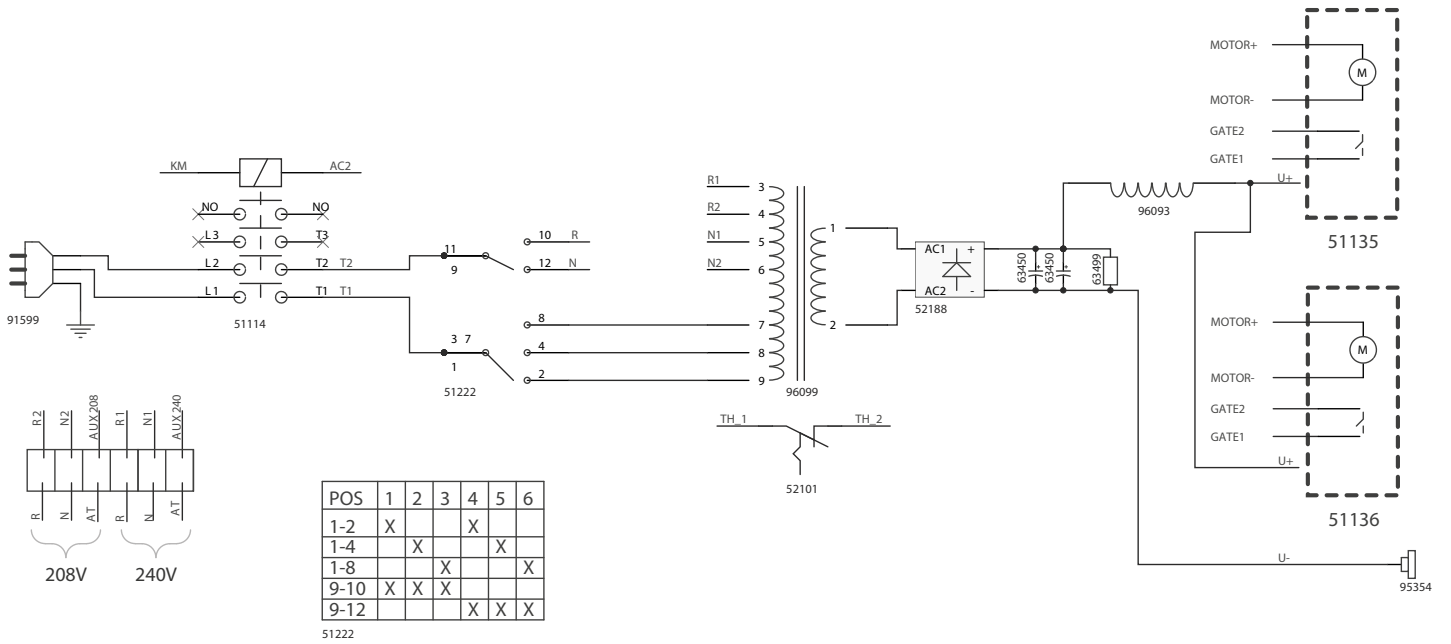 MOTOR+
M
MOTOR-
GATE2
GATE1
U+
51135
KM
AC2
NO
NO
L3
T3
L2
T2
T2
L1
T1
T1
91599
51114
11
9
10
R
12
N
3
7
1
8
4
2
51222
R1
3
R2
4
N1
5
N2
6
7
8
9
1
2
96099
AC1
+
AC2
-
52188
63450
+
63450
+
63499
96093
MOTOR+
M
MOTOR-
GATE2
GATE1
U+
51136
TH_1
TH_2
52101
R2
N2
AUX208
R1
N1
AUX240
R
N
AT
R
N
AT
208V
240V
POS 1 2 3 4 5 6
1-2 X X
1-4 X X
1-8 X X
9-10 X X X
9-12 X X X
51222
U-
95354